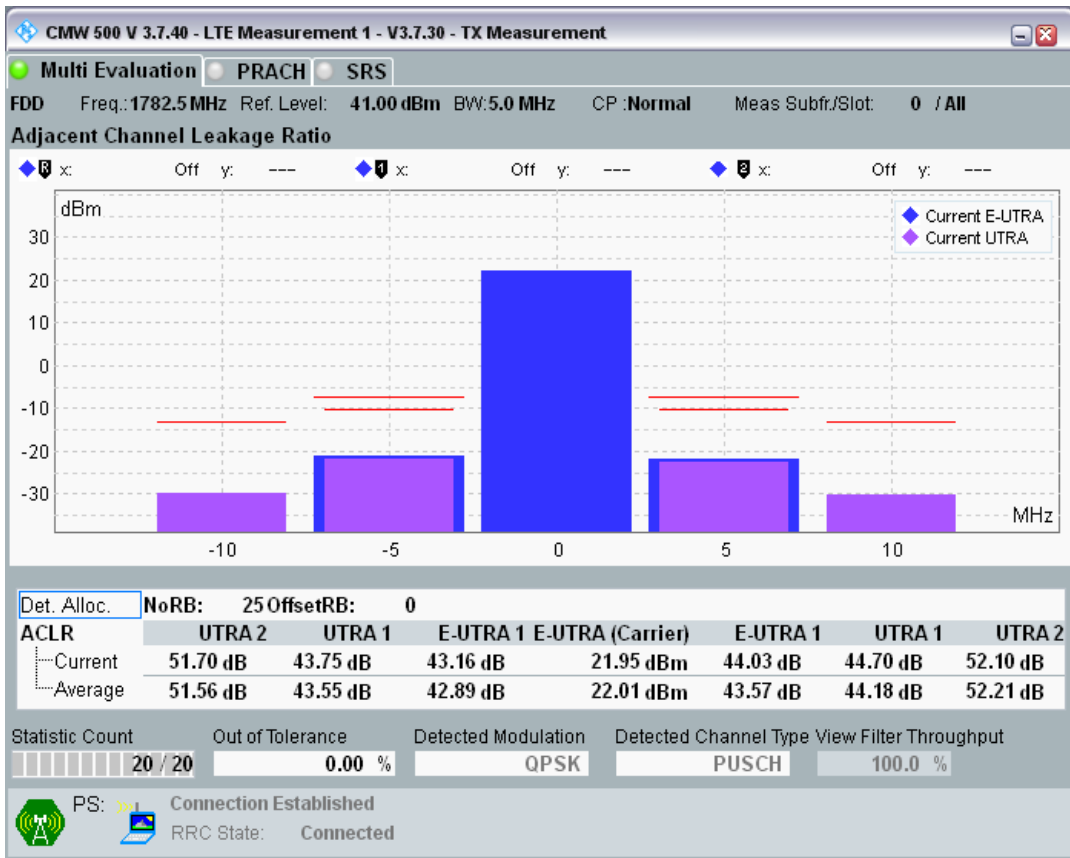 CMW 500 V 3.7.40 - LTE Measurement 1 - V3.7.30 - TX Measurement
Multi Evaluation PRACH SRS
FDD Freq.:1782.5 MHz Ref. Level: 41.00 dBm BW:5.0 MHz CP :Normal Meas Subfr./Slot: 0 / All
Adjacent Channel Leakage Ratio
R x: Off y: --- 1 x: Off y: --- 2 x: Off y: ---
dBm
Current E-UTRA
Current UTRA
30
20
10
0
-10
-20
-30
MHz
-10 -5 0 5 10
Det. Alloc. NoRB: 25 OffsetRB: 0
ACLR UTRA 2 UTRA 1 E-UTRA 1 E-UTRA (Carrier) E-UTRA 1 UTRA 1 UTRA 2
Current 51.70 dB 43.75 dB 43.16 dB 21.95 dBm 44.03 dB 44.70 dB 52.10 dB
Average 51.56 dB 43.55 dB 42.89 dB 22.01 dBm 43.57 dB 44.18 dB 52.21 dB
Statistic Count Out of Tolerance Detected Modulation Detected Channel Type View Filter Throughput
20 / 20 0.00 % QPSK PUSCH 100.0 %
PS: Connection Established
RRC State: Connected